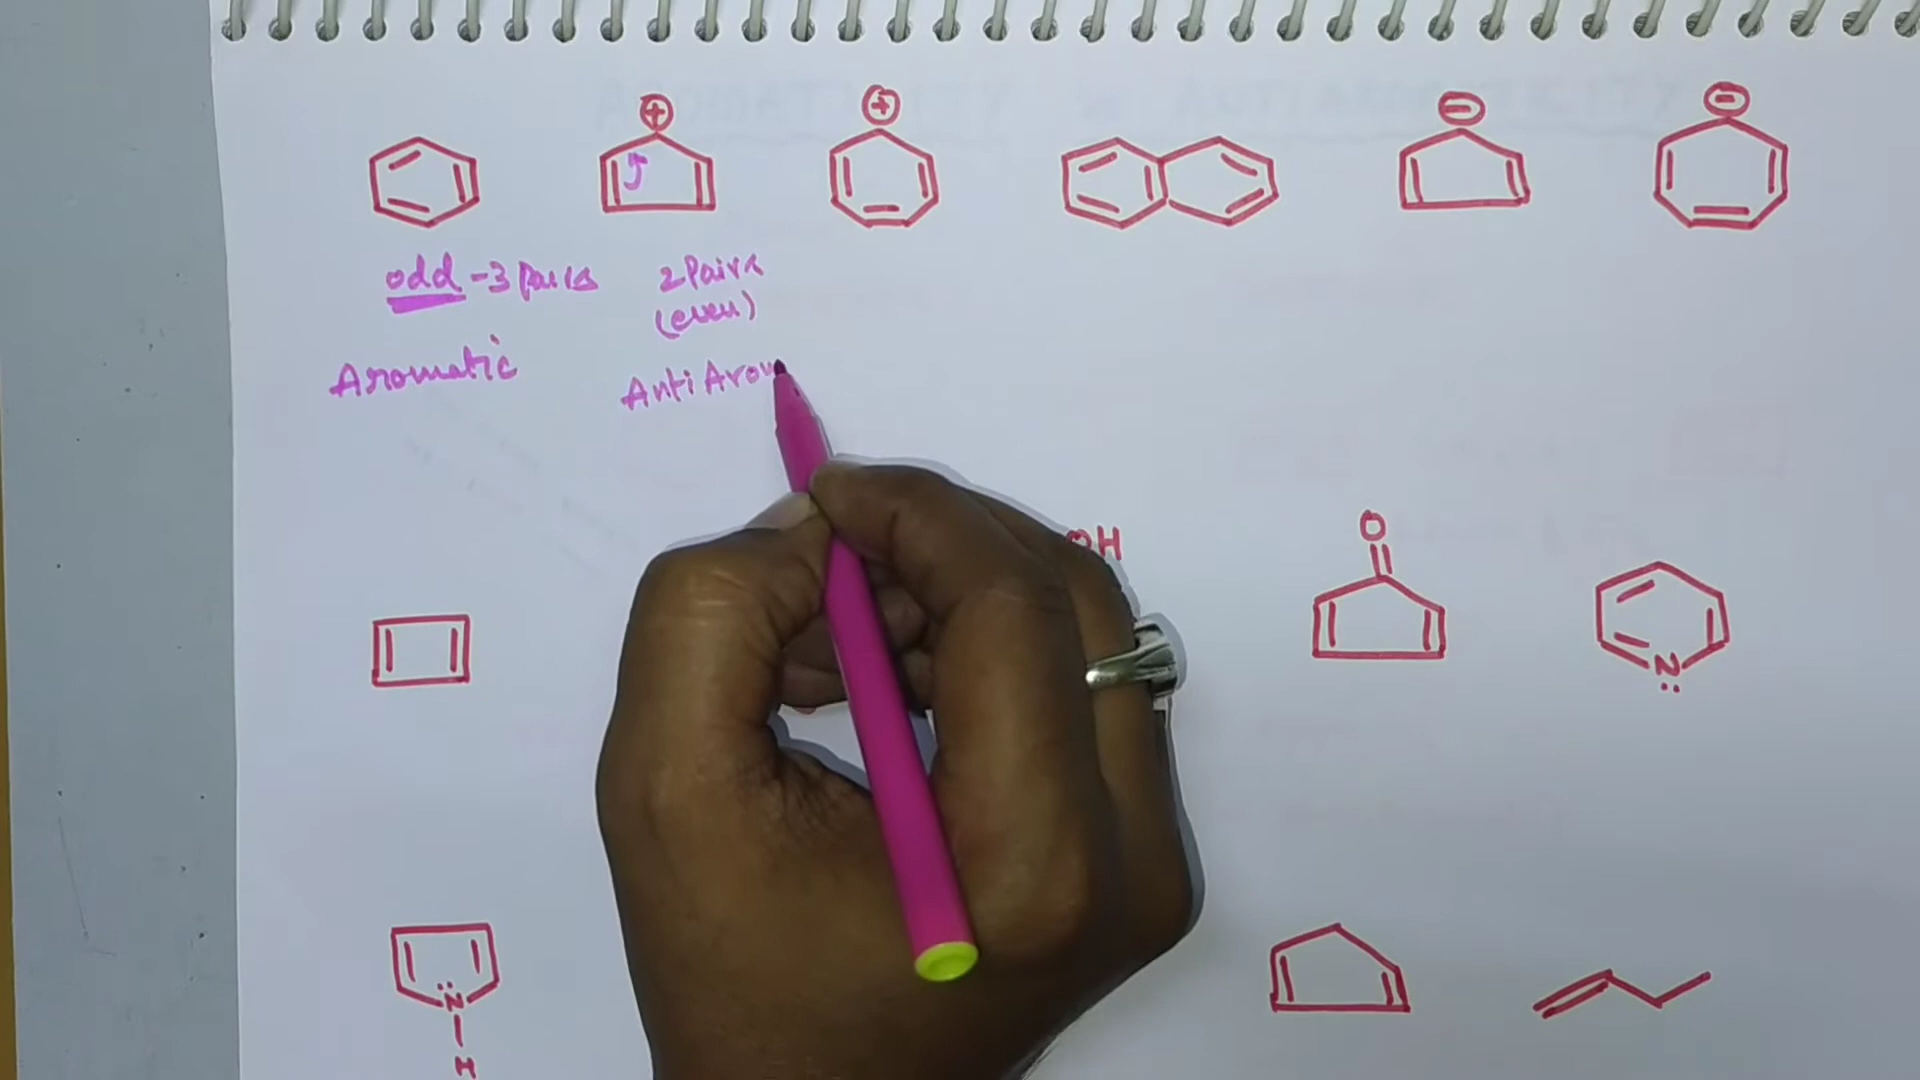 + + − −
odd - 3 Pairs 2 Pairs
(even)
Aromatic Anti Arom
OH O
N
N
H